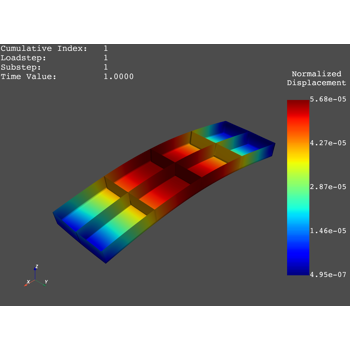 Cumulative Index: 1
Loadstep: 1
Substep: 1
Time Value: 1.0000
Normalized
Displacement
5.68e-05
4.27e-05
2.87e-05
1.46e-05
4.95e-07
Z
X Y